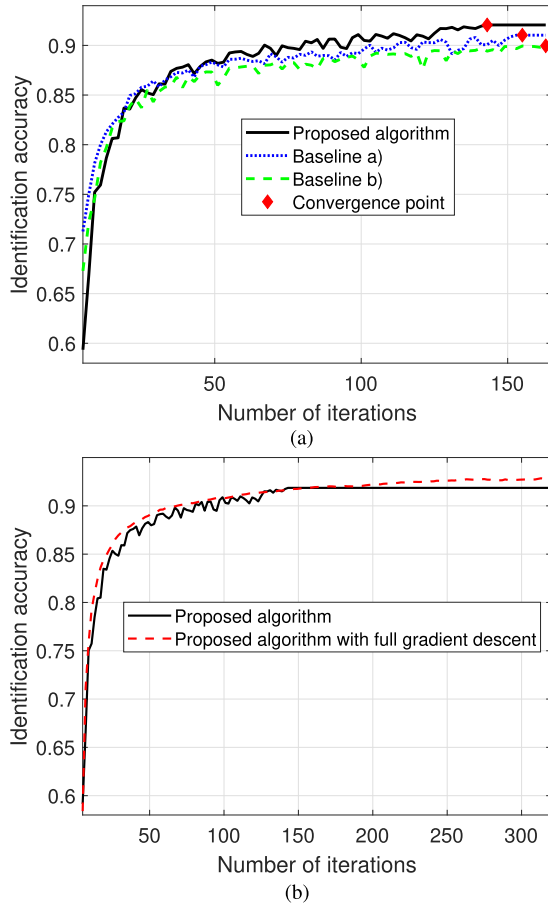 0.9
0.85
0.8
0.75
0.7
0.65
0.6
Identification accuracy
Proposed algorithm
Baseline a)
Baseline b)
Convergence point
50
100
150
Number of iterations
(a)
0.9
0.85
0.8
0.75
0.7
0.65
0.6
Identification accuracy
Proposed algorithm
Proposed algorithm with full gradient descent
50
100
150
200
250
300
Number of iterations
(b)